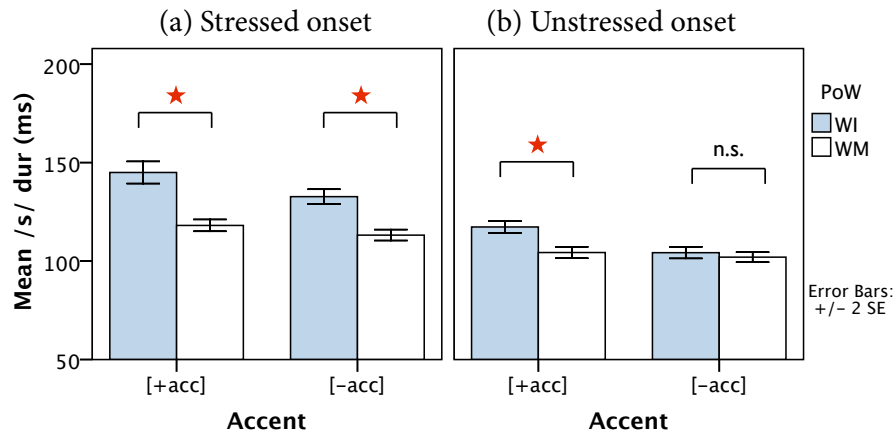 (a) Stressed onset
(b) Unstressed onset
Mean /s/ dur (ms)
200
150
100
50
★
★
★
n.s.
[+acc]
[−acc]
[+acc]
[−acc]
Accent
Accent
PoW
WI
WM
Error Bars:
+/− 2 SE